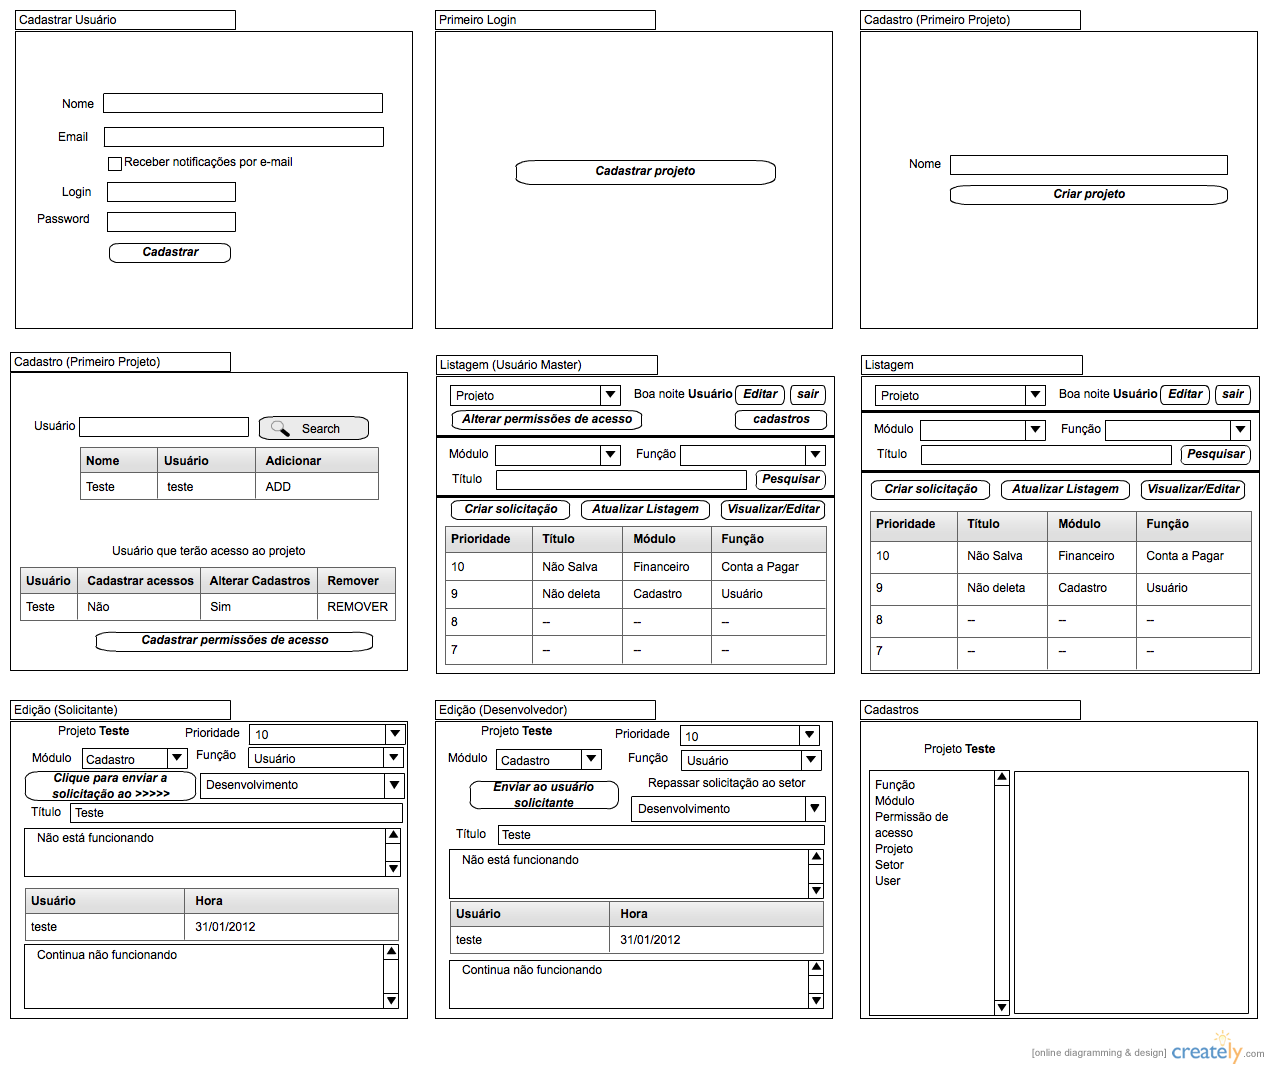 Cadastrar Usuário
Nome
Email
Receber notificações por e-mail
Login
Password
Cadastrar
Primeiro Login
Cadastrar projeto
Cadastro (Primeiro Projeto)
Nome
Criar projeto
Cadastro (Primeiro Projeto)
Usuário Search
Nome Usuário Adicionar
Teste teste ADD
Usuário que terão acesso ao projeto
Usuário Cadastrar acessos Alterar Cadastros Remover
Teste Não Sim REMOVER
Cadastrar permissões de acesso
Listagem (Usuário Master)
Projeto Boa noite Usuário Editar sair
Alterar permissões de acesso cadastros
Módulo Função
Título Pesquisar
Criar solicitação Atualizar Listagem Visualizar/Editar
Prioridade Título Módulo Função
10 Não Salva Financeiro Conta a Pagar
9 Não deleta Cadastro Usuário
8 -- -- --
7 -- -- --
Listagem
Projeto Boa noite Usuário Editar sair
Módulo Função
Título Pesquisar
Criar solicitação Atualizar Listagem Visualizar/Editar
Prioridade Título Módulo Função
10 Não Salva Financeiro Conta a Pagar
9 Não deleta Cadastro Usuário
8 -- -- --
7 -- -- --
Edição (Solicitante)
Projeto Teste Prioridade 10
Módulo Cadastro Função Usuário
Clique para enviar a
solicitação ao >>>>> Desenvolvimento
Título Teste
Não está funcionando
Usuário Hora
teste 31/01/2012
Continua não funcionando
Edição (Desenvolvedor)
Projeto Teste Prioridade 10
Módulo Cadastro Função Usuário
Enviar ao usuário
solicitante
Repassar solicitação ao setor
Desenvolvimento
Título Teste
Não está funcionando
Usuário Hora
teste 31/01/2012
Continua não funcionando
Cadastros
Projeto Teste
Função
Módulo
Permissão de
acesso
Projeto
Setor
User
[online diagramming & design] creately.com